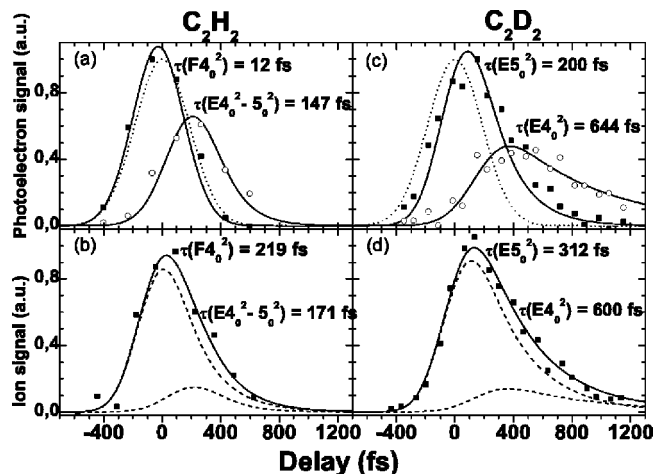 C₂H₂ C₂D₂
Photoelectron signal (a.u.)
Ion signal (a.u.)
(a)
τ(F4₀²) = 12 fs
τ(E4₀²- 5₀²) = 147 fs
0,8
0,4
0,0
(c)
τ(E5₀²) = 200 fs
τ(E4₀²) = 644 fs
(b)
τ(F4₀²) = 219 fs
τ(E4₀²- 5₀²) = 171 fs
0,8
0,4
0,0
(d)
τ(E5₀²) = 312 fs
τ(E4₀²) = 600 fs
-400 0 400 800 1200 -400 0 400 800 1200
Delay (fs)